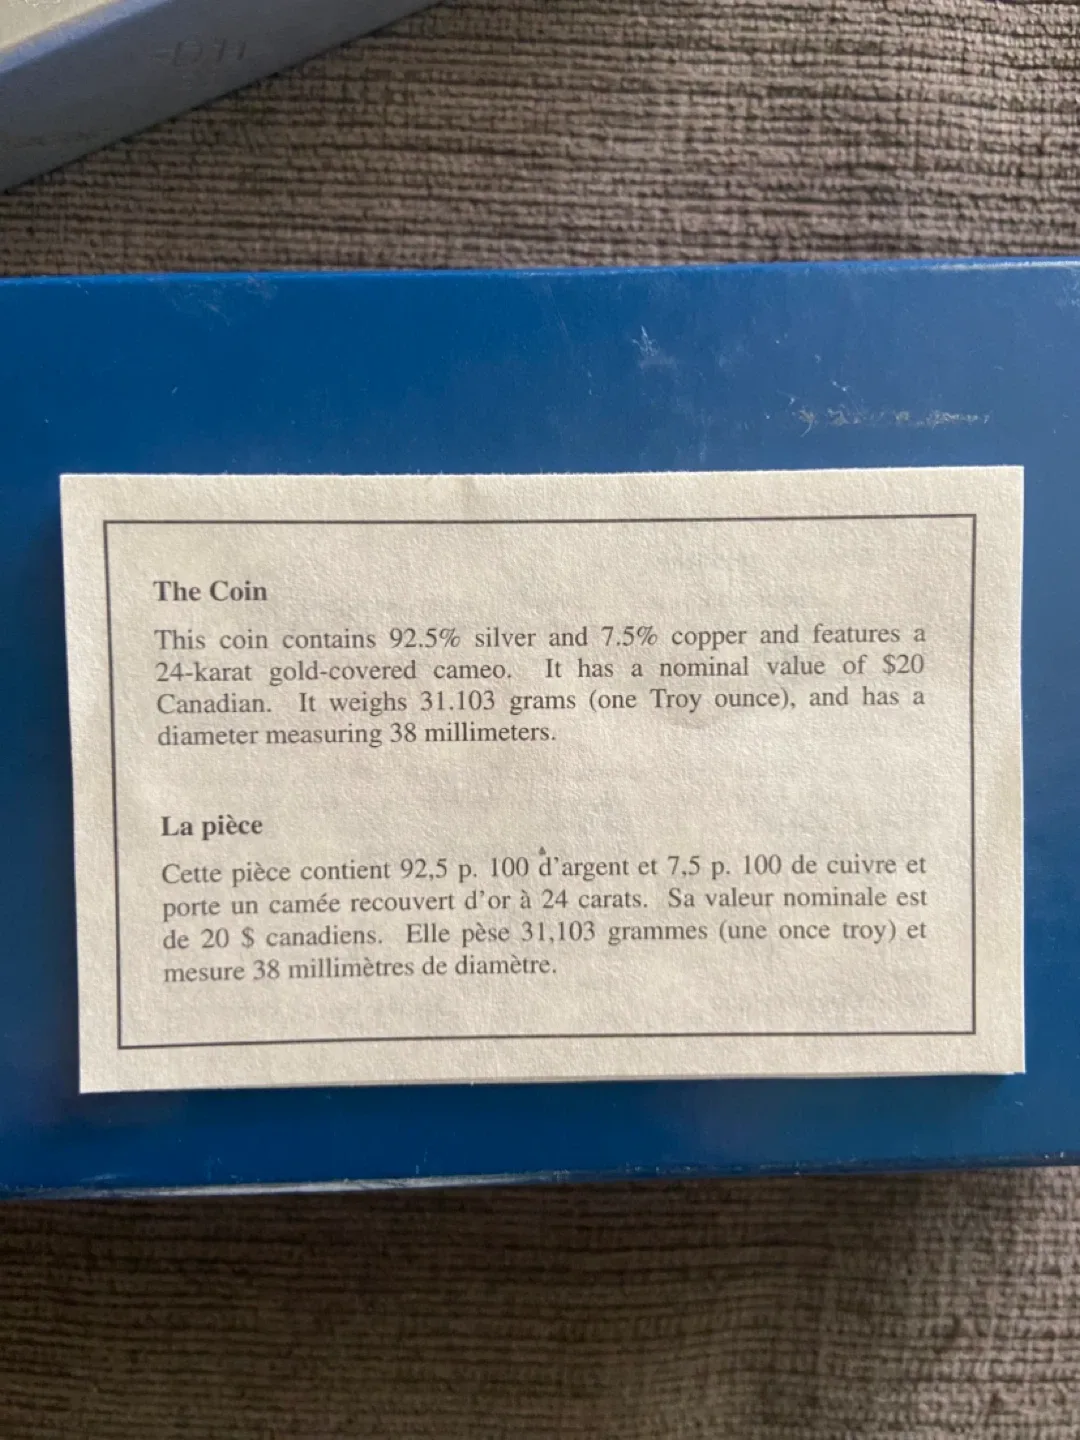 The Coin
This coin contains 92.5% silver and 7.5% copper and features a
24-karat gold-covered cameo. It has a nominal value of $20
Canadian. It weighs 31.103 grams (one Troy ounce), and has a
diameter measuring 38 millimeters.
La pièce
Cette pièce contient 92,5 p. 100 d'argent et 7,5 p. 100 de cuivre et
porte un camée recouvert d'or à 24 carats. Sa valeur nominale est
de 20 $ canadiens. Elle pèse 31,103 grammes (une once troy) et
mesure 38 millimètres de diamètre.